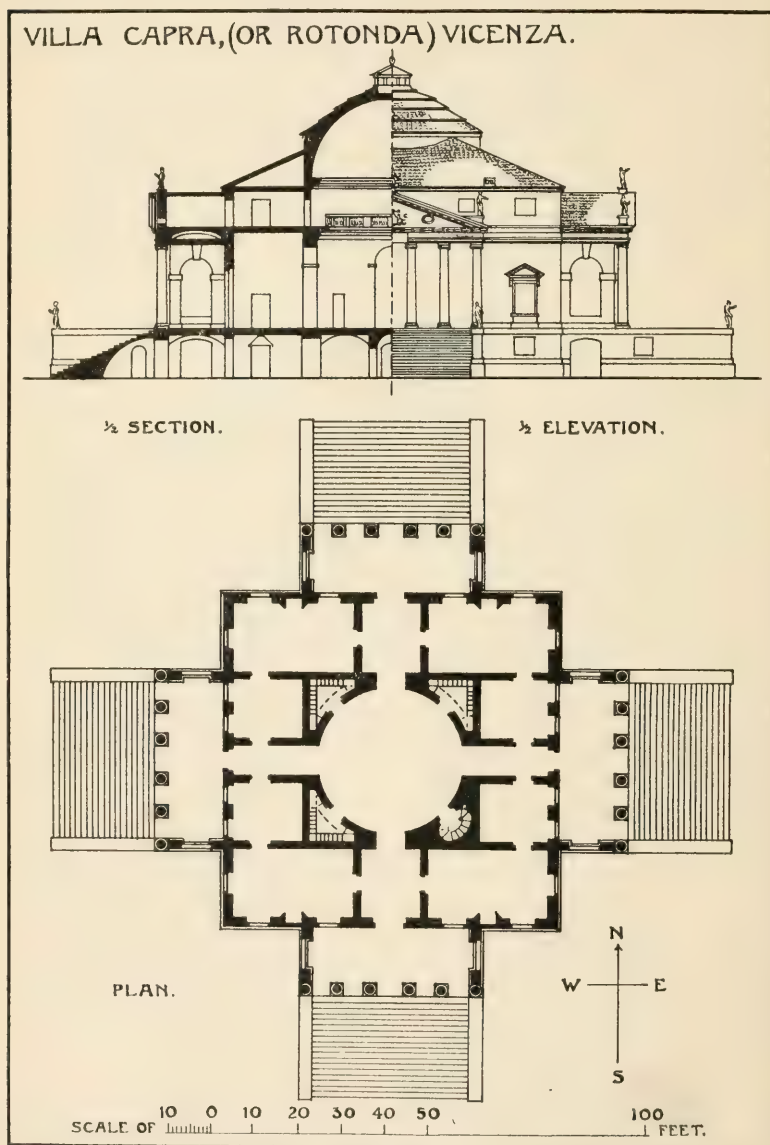 VILLA CAPRA, (OR ROTONDA) VICENZA.
½ SECTION.
½ ELEVATION.
PLAN.
N
W E
S
10 0 10 20 30 40 50 100
SCALE OF FEET.